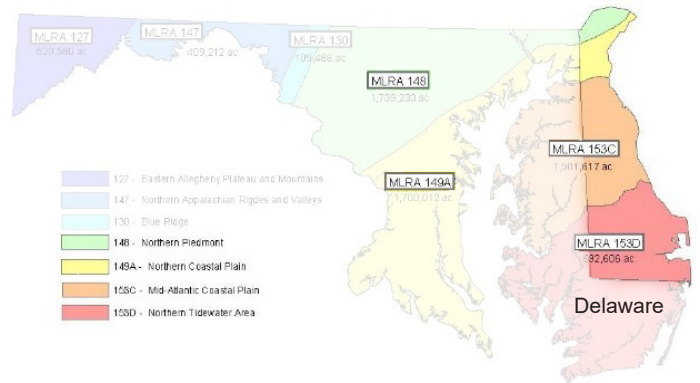 MLRA 127
520,580 ac
MLRA 147
409,212 ac
MLRA 130
109,486 ac
MLRA 148
1,739,233 ac
MLRA 153C
1,501,617 ac
MLRA 149A
1,700,012 ac
127 - Eastern Allegheny Plateau and Mountains
147 - Northern Appalachian Rigdes and Valleys
130 - Blue Ridge
148 - Northern Piedmont
149A - Northern Coastal Plain
153C - Mid-Atlantic Coastal Plain
153D - Northern Tidewater Area
MLRA 153D
692,606 ac
Delaware